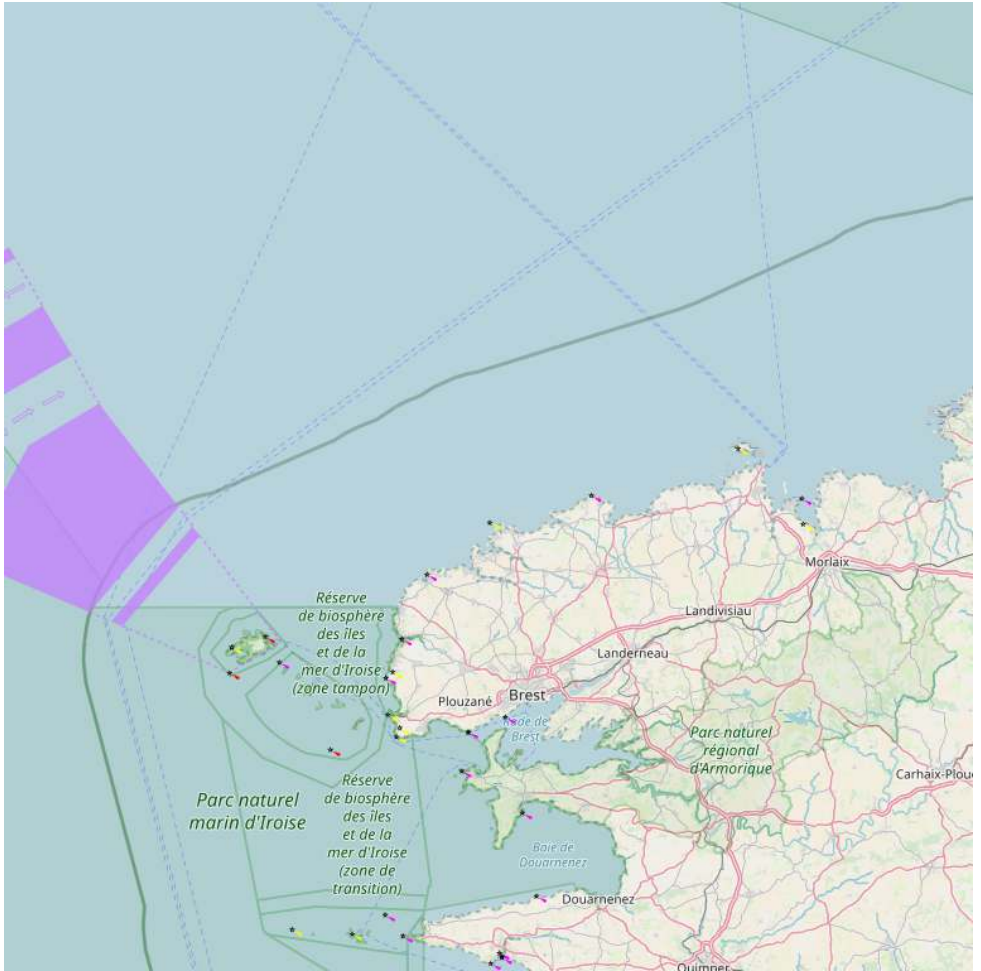 Morlaix
Réserve
de biosphère
des îles
et de la
mer d'Iroise
(zone tampon)
Landivisiau
Landerneau
Plouzané
Brest
Rade de
Brest
Parc naturel
régional
d'Armorique
Carhaix-Ploue
Parc naturel
marin d'Iroise
Réserve
de biosphère
des îles
et de la
mer d'Iroise
(zone de
transition)
Baie de
Douarnenez
Douarnenez
Quimper